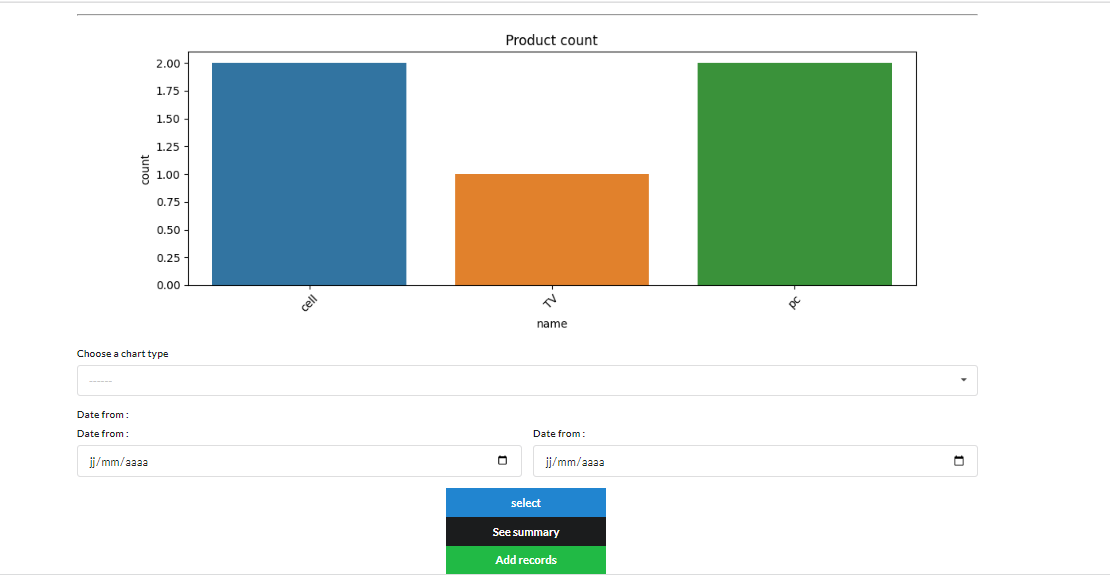 Product count
2.00
1.75
1.50
1.25
1.00
0.75
0.50
0.25
0.00
count
cell TV pc
name
Choose a chart type
------
Date from :
Date from : Date from :
jj/mm/aaaa jj/mm/aaaa
select
See summary
Add records